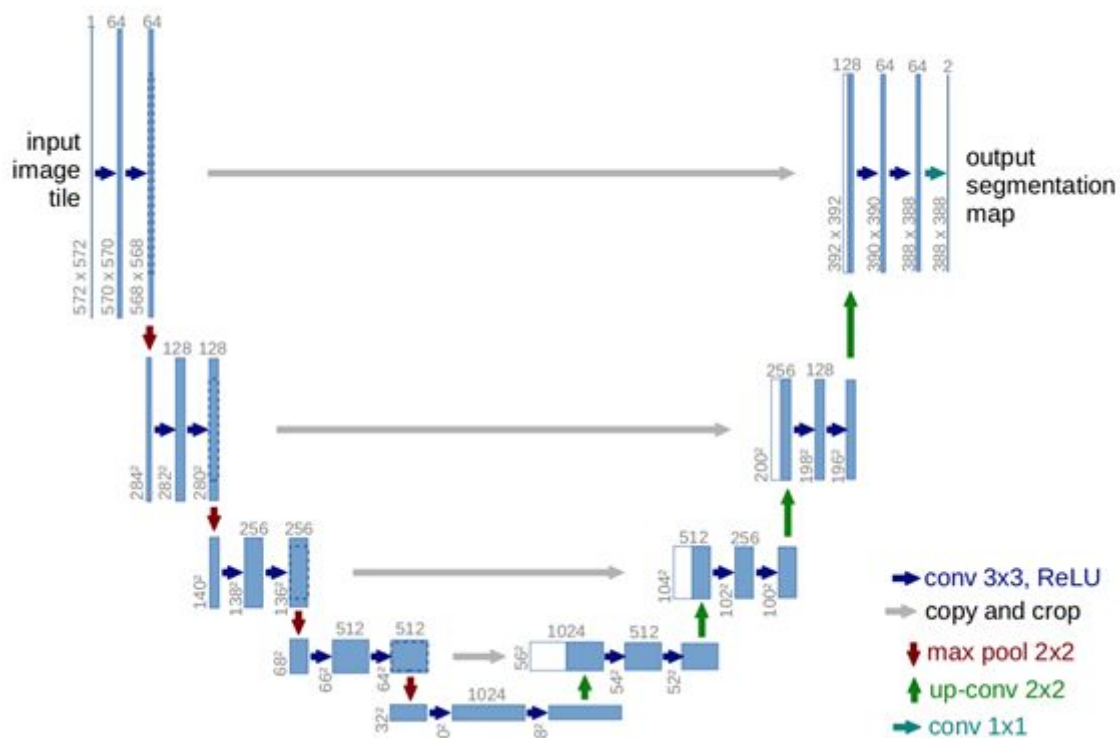 1 64 64
input
image
tile
572 x 572
570 x 570
568 x 568
128 64 64 2
output
segmentation
map
392 x 392
390 x 390
388 x 388
388 x 388
128 128
284²
282²
280²
256 128
200²
198²
196²
256 256
140²
138²
136²
512 256
104²
102²
100²
512 512
68²
66²
64²
1024 512
56²
54²
52²
1024
32²
0²
8²
conv 3x3, ReLU
copy and crop
max pool 2x2
up-conv 2x2
conv 1x1